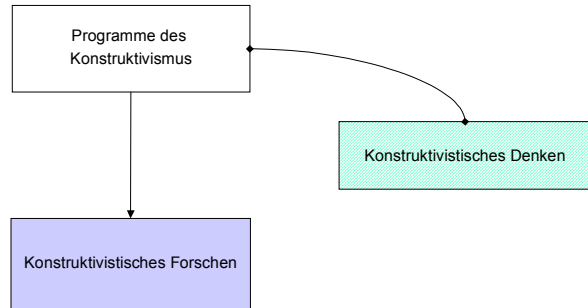 Programme des
Konstruktivismus
Konstruktivistisches Denken
Konstruktivistisches Forschen